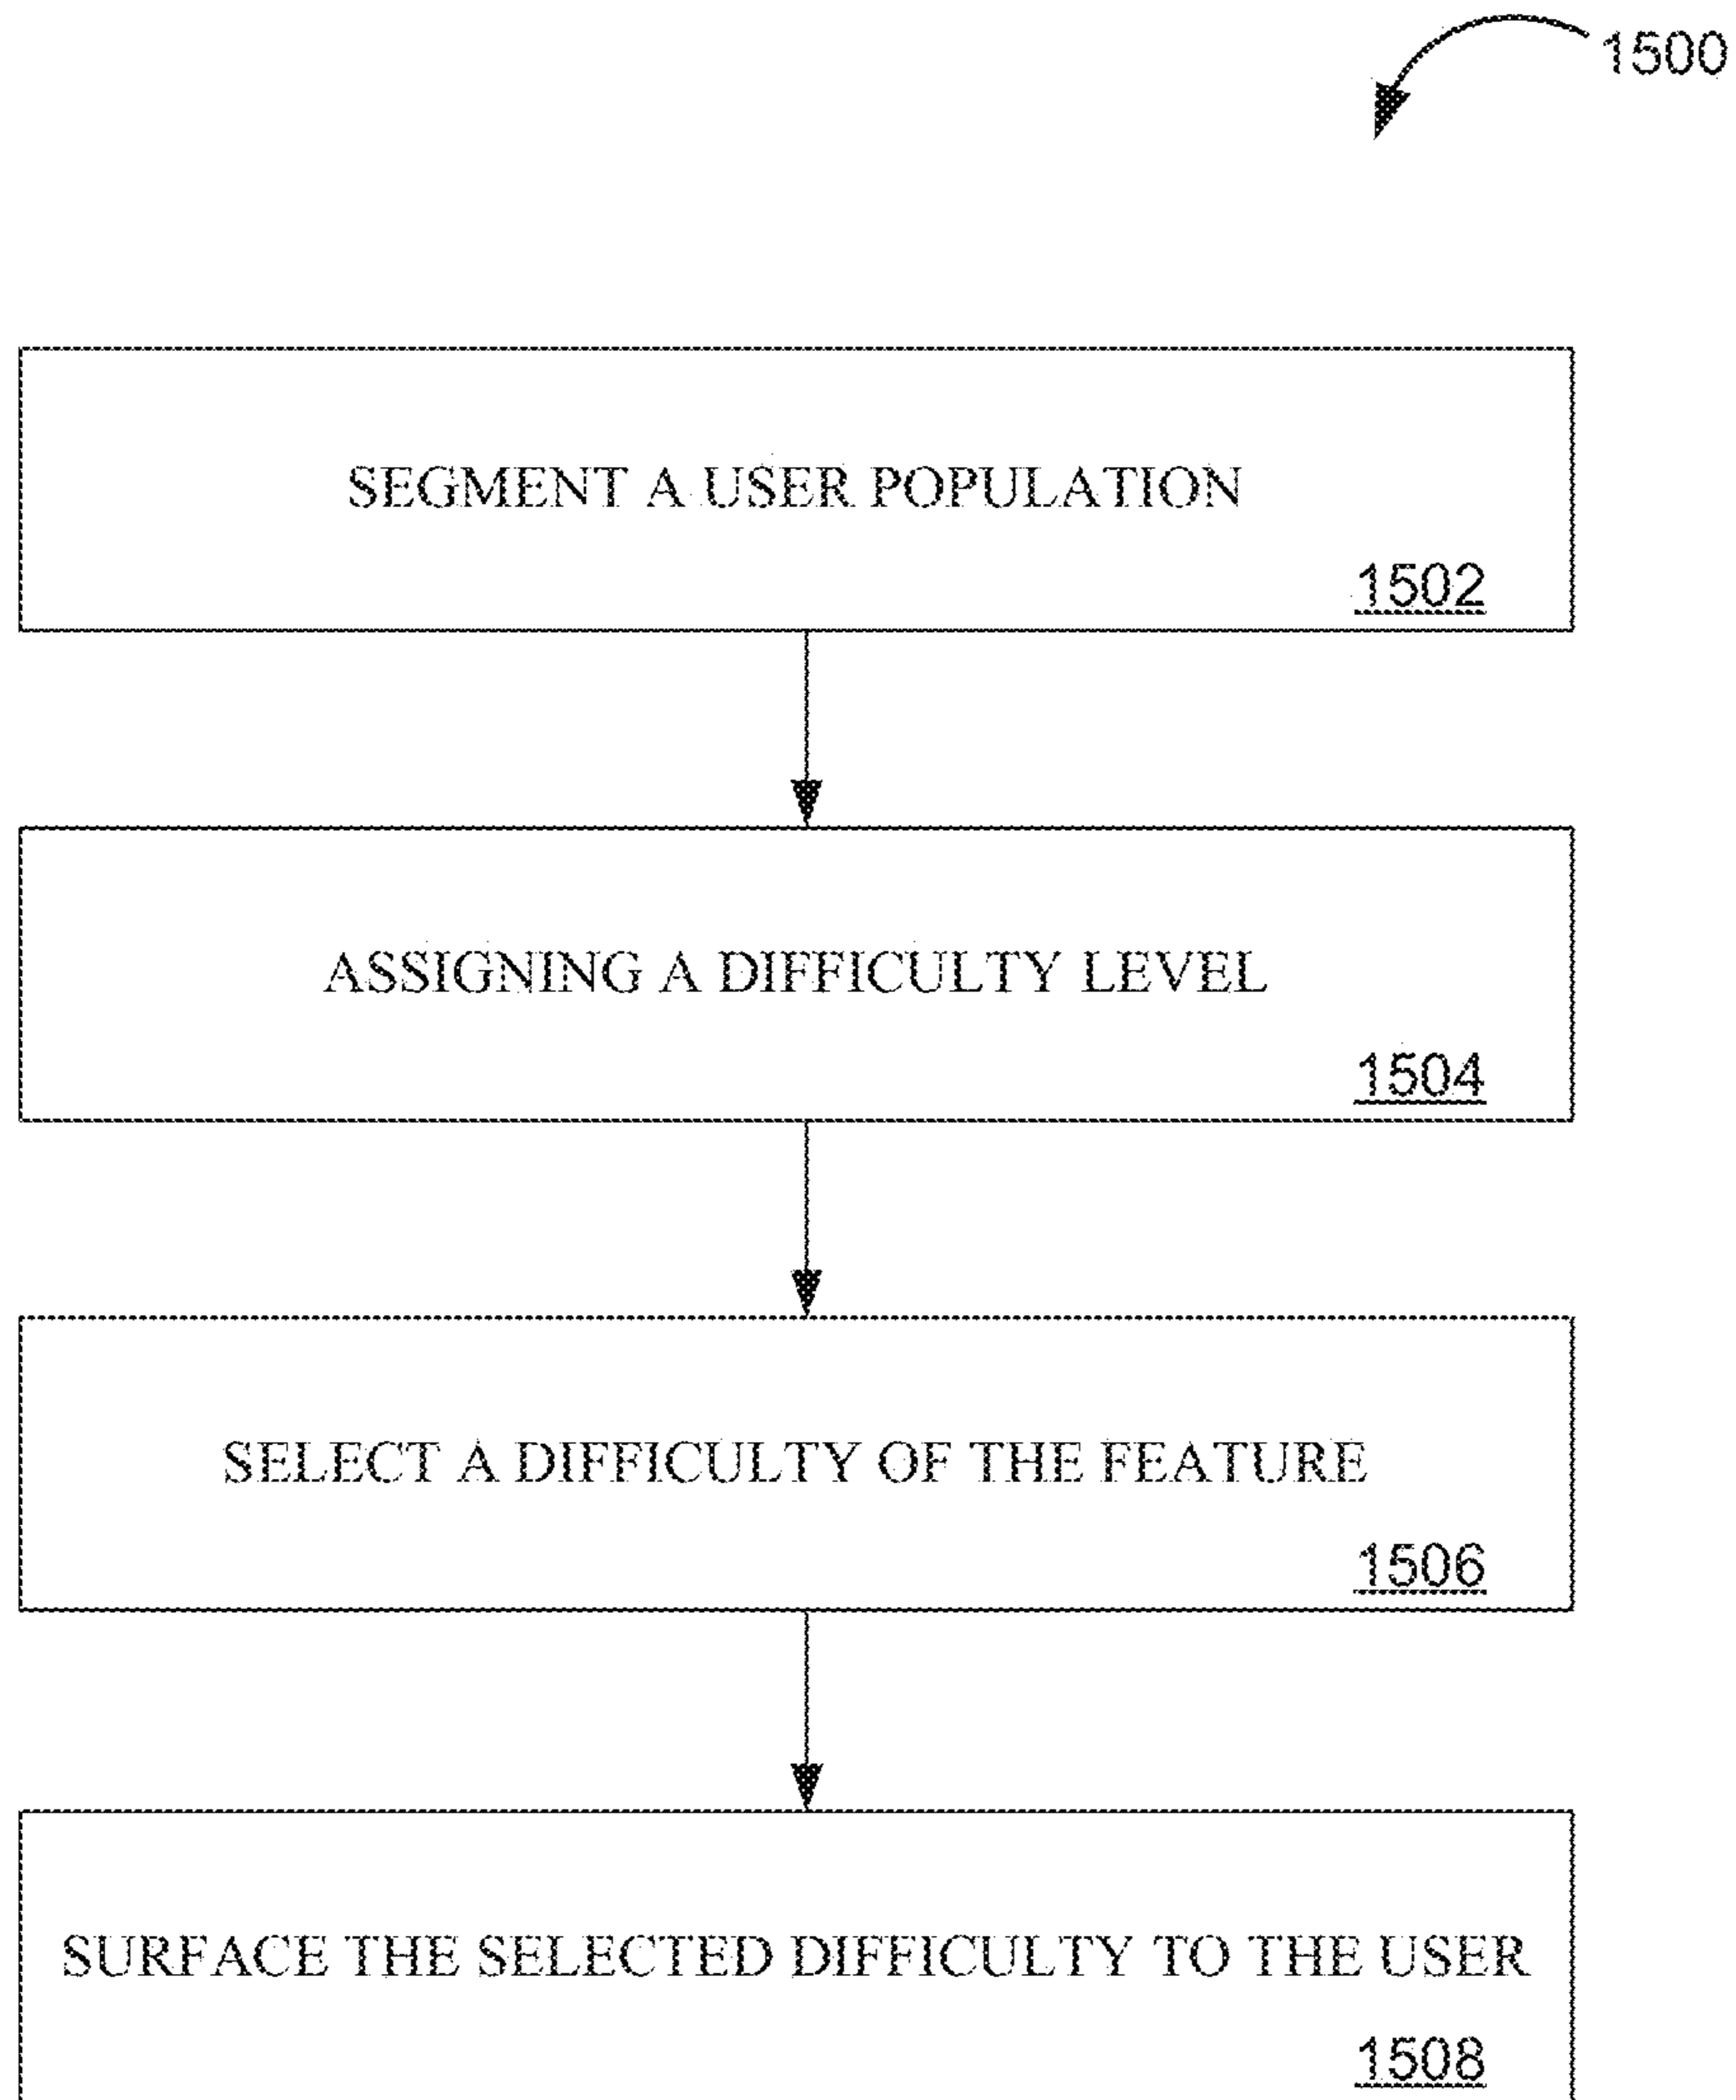 1500
SEGMENT A USER POPULATION
1502
ASSIGNING A DIFFICULTY LEVEL
1504
SELECT A DIFFICULTY OF THE FEATURE
1506
SURFACE THE SELECTED DIFFICULTY TO THE USER
1508